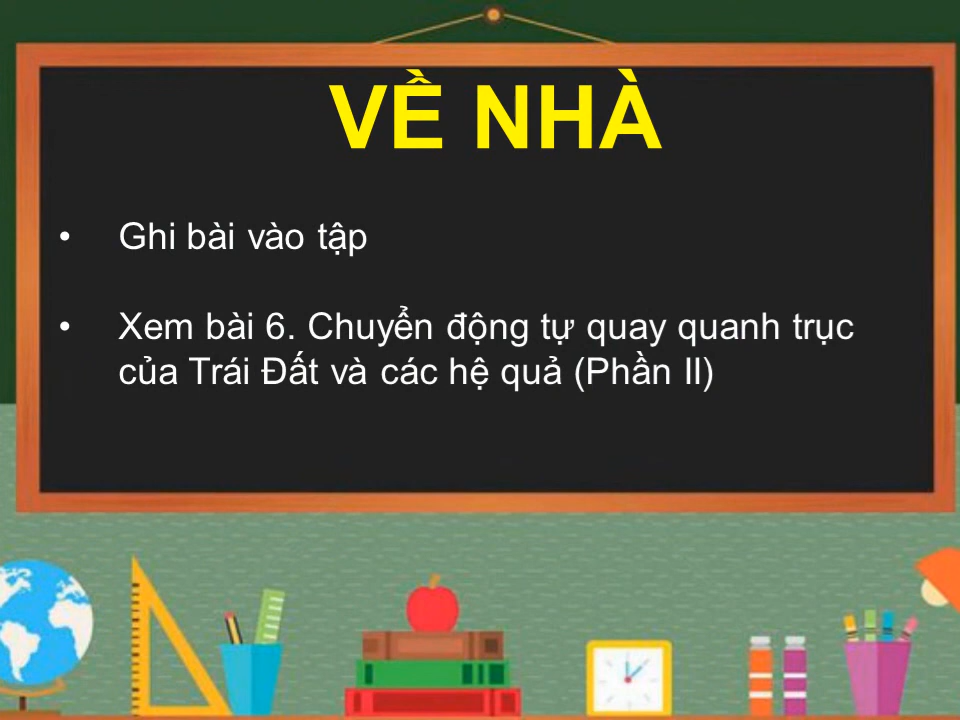 VỀ NHÀ
• Ghi bài vào tập
• Xem bài 6. Chuyển động tự quay quanh trục
của Trái Đất và các hệ quả (Phần II)